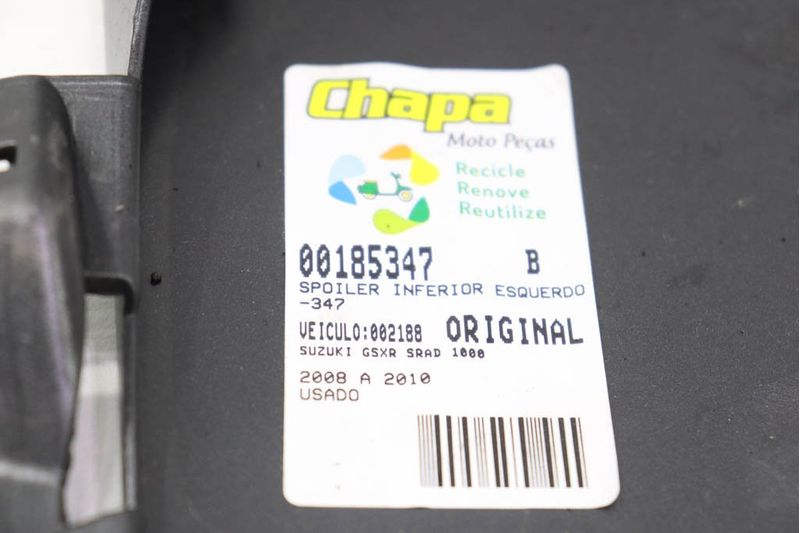 Chapa
Moto Peças
Recicle
Renove
Reutilize
00185347 B
SPOILER INFERIOR ESQUERDO
-347
VEICULO:002188 ORIGINAL
SUZUKI GSXR SRAD 1000
2008 A 2010
USADO